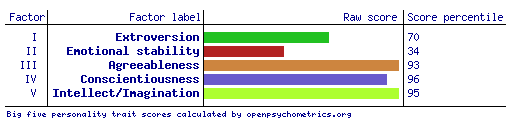 Factor Factor label Raw score Score percentile
I Extroversion 70
II Emotional stability 34
III Agreeableness 93
IV Conscientiousness 96
V Intellect/Imagination 95
Big five personality trait scores calculated by openpsychometrics.org